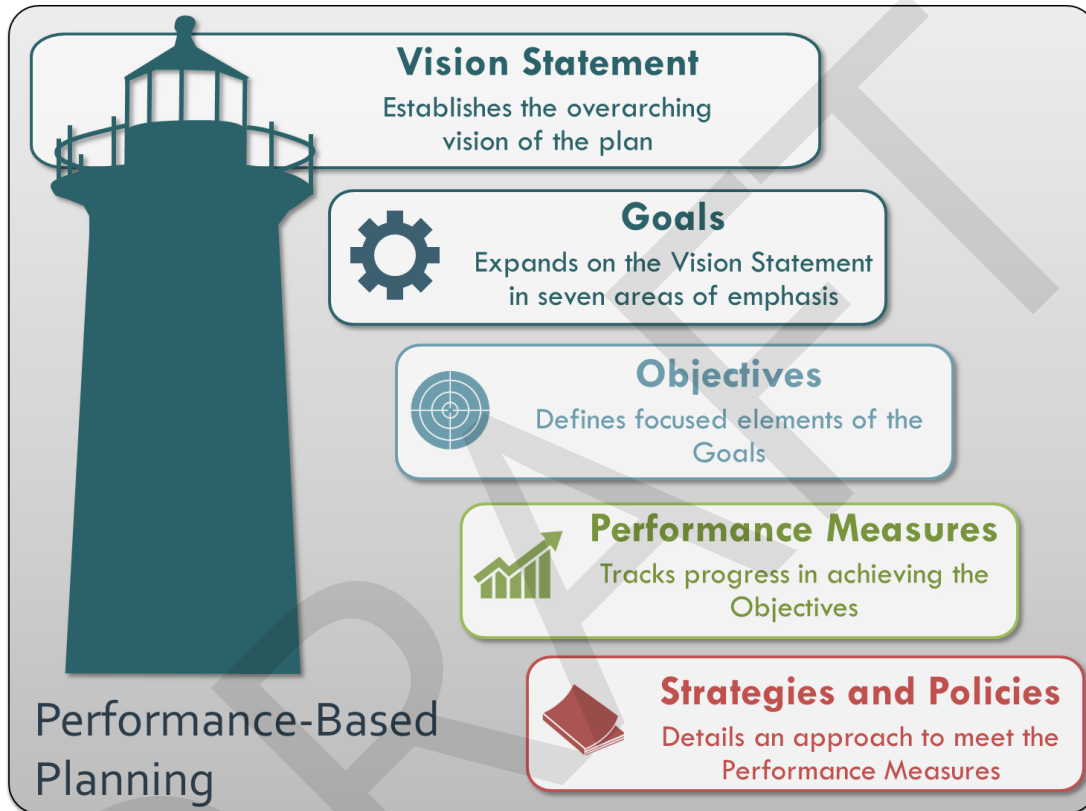 Vision Statement
Establishes the overarching
vision of the plan
Goals
Expands on the Vision Statement
in seven areas of emphasis
Objectives
Defines focused elements of the
Goals
Performance Measures
Tracks progress in achieving the
Objectives
Strategies and Policies
Details an approach to meet the
Performance Measures
Performance-Based
Planning
DRAFT